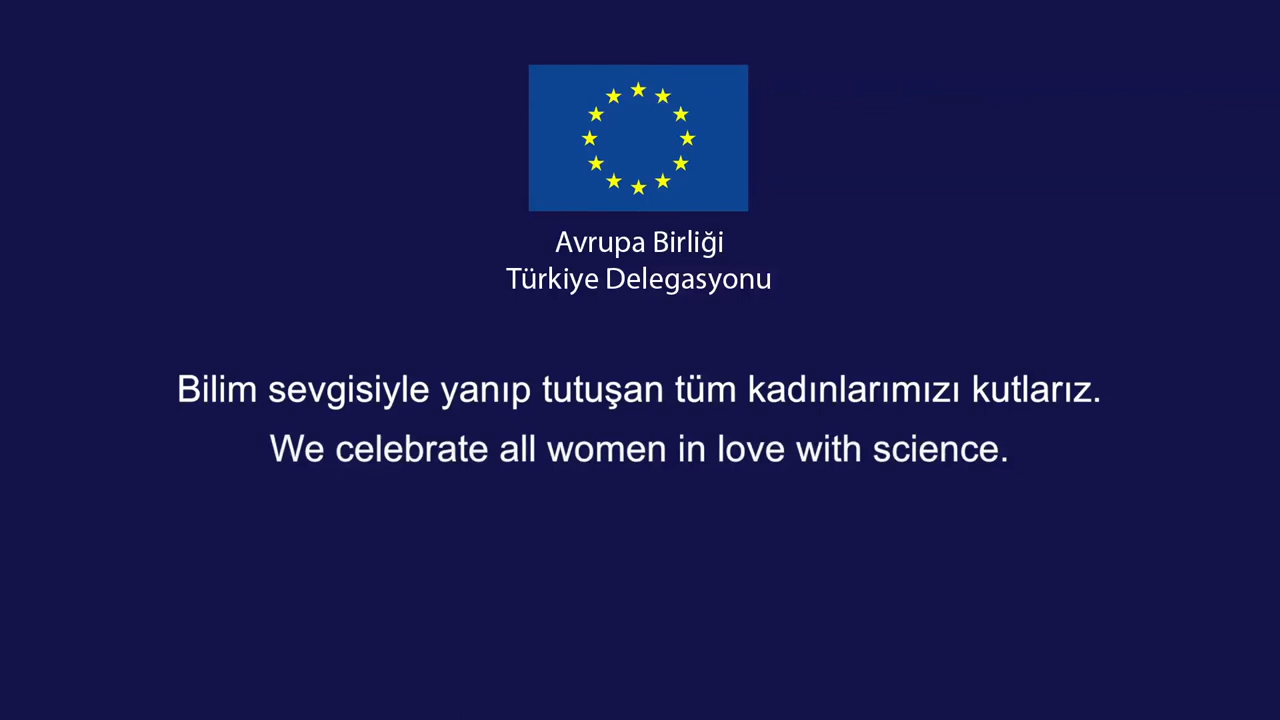 Avrupa Birliği
Türkiye Delegasyonu
Bilim sevgisiyle yanıp tutuşan tüm kadınlarımızı kutlarız.
We celebrate all women in love with science.